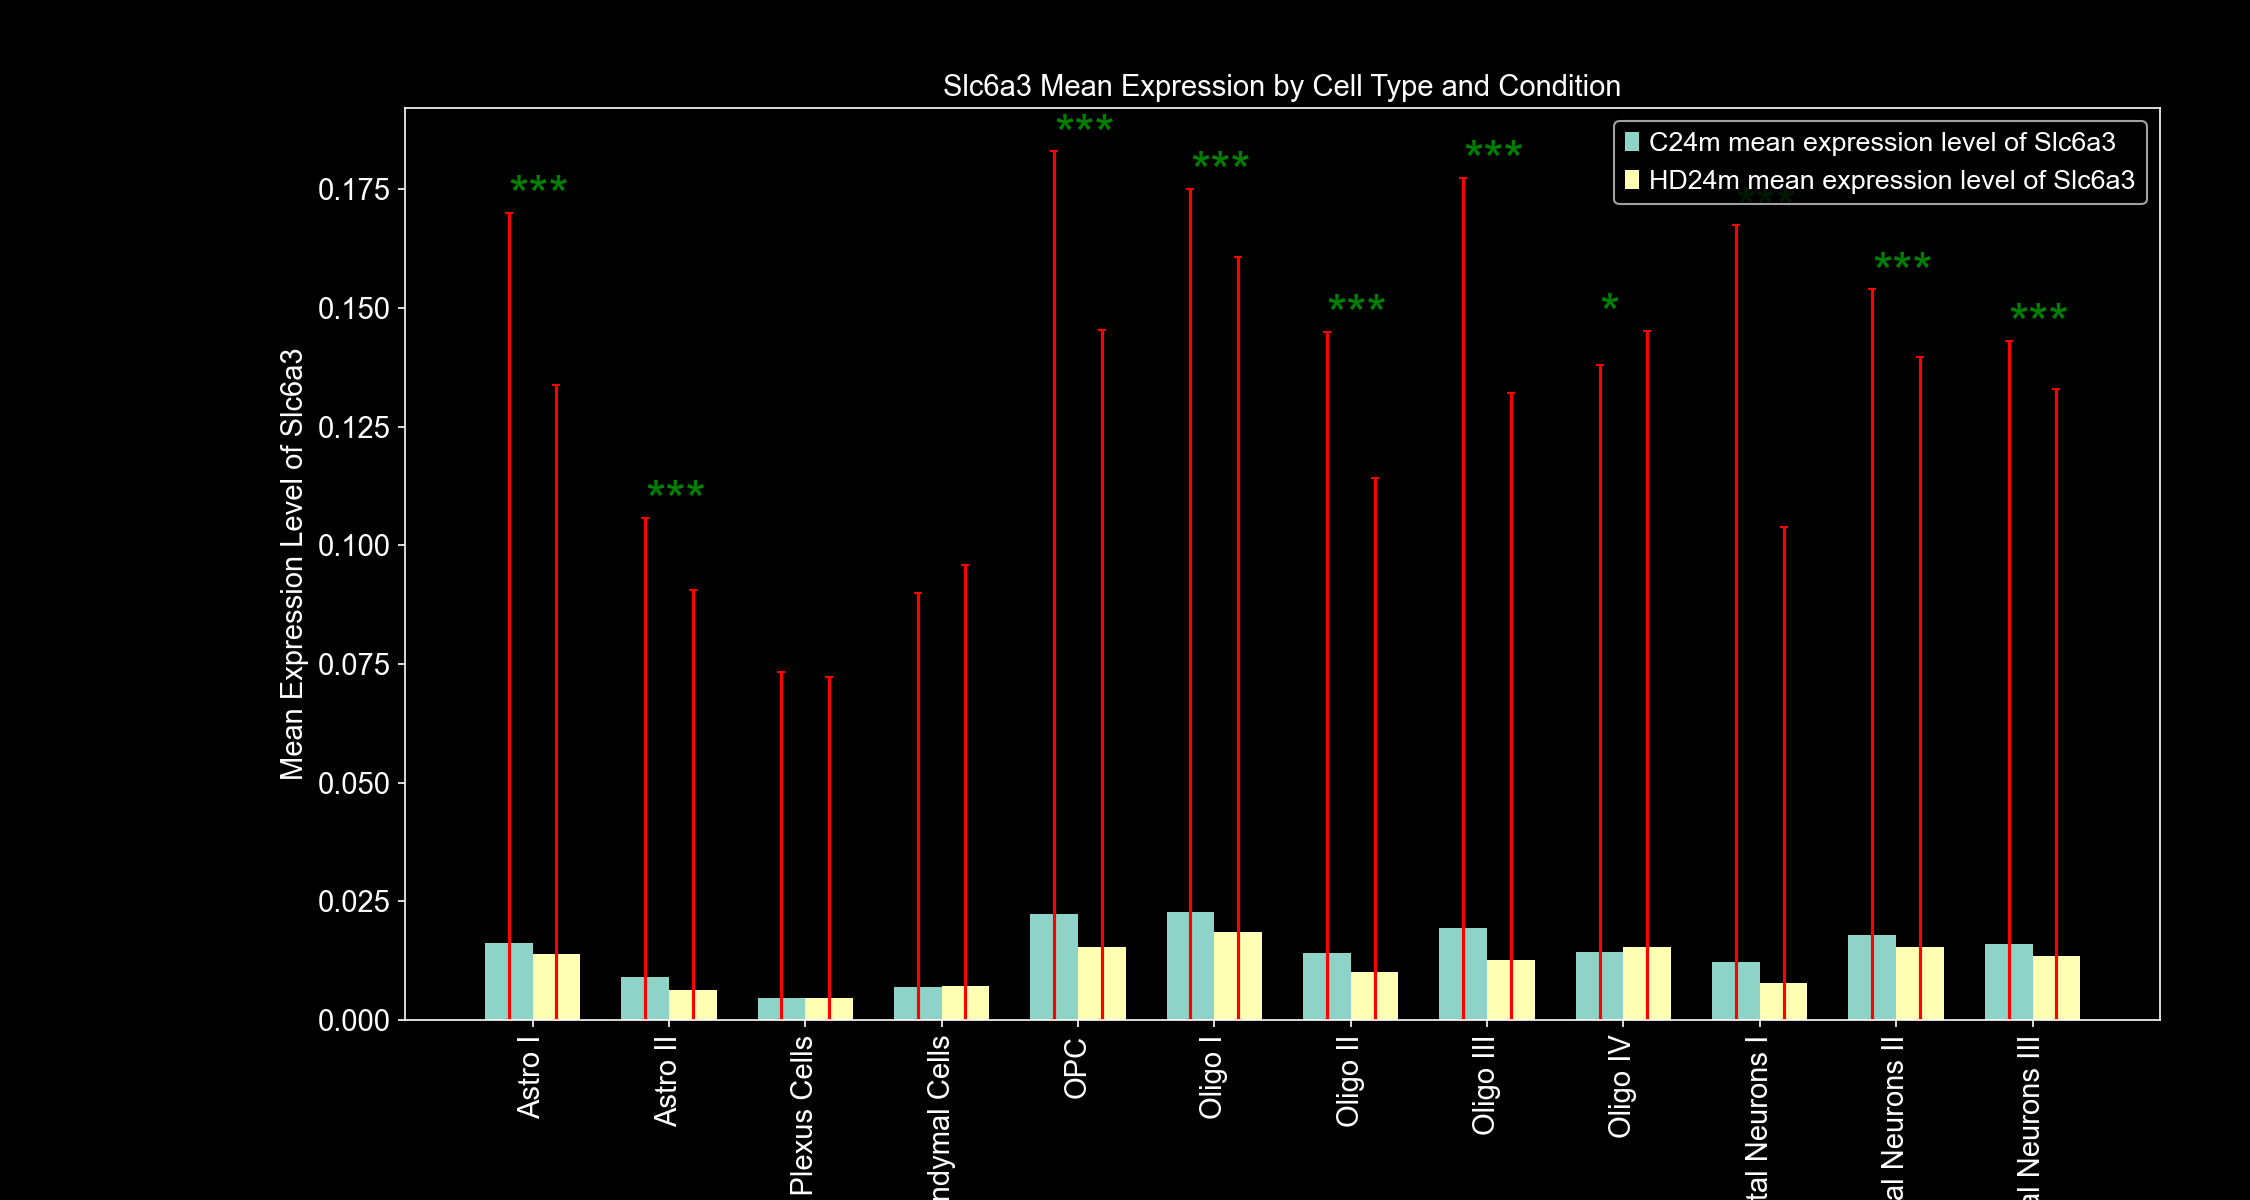 Slc6a3 Mean Expression by Cell Type and Condition
***
***
***
***
***
***
***
*
***
***
***
C24m mean expression level of Slc6a3
HD24m mean expression level of Slc6a3
Mean Expression Level of Slc6a3
0.175
0.150
0.125
0.100
0.075
0.050
0.025
0.000
Astro I
Astro II
Plexus Cells
ndymal Cells
OPC
Oligo I
Oligo II
Oligo III
Oligo IV
tal Neurons I
al Neurons II
al Neurons III